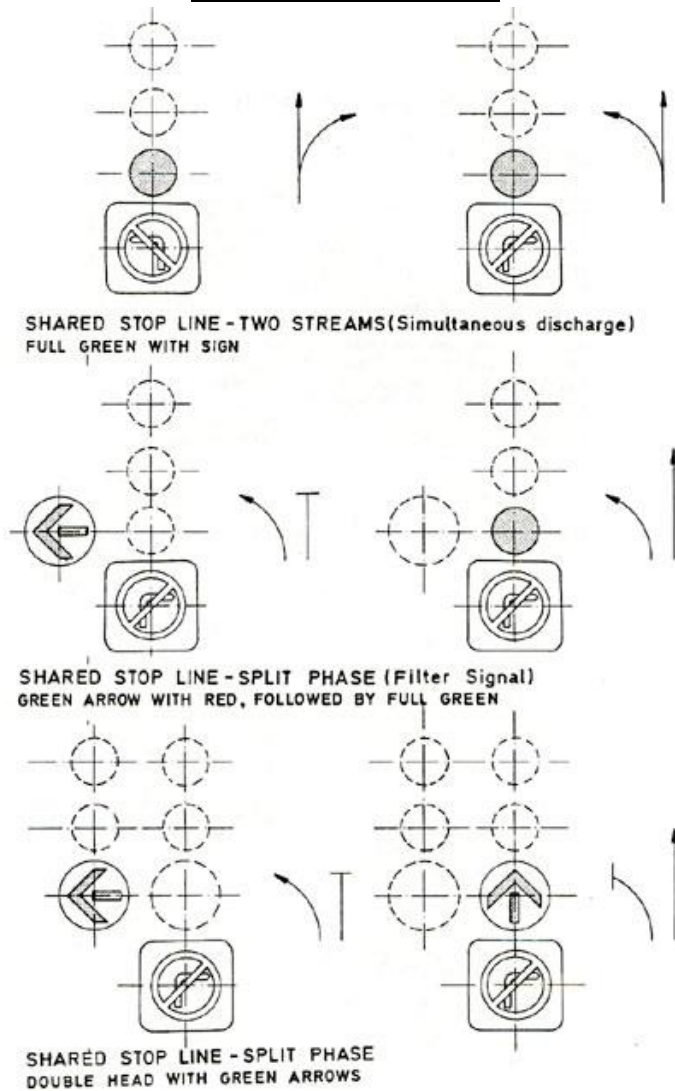 SHARED STOP LINE-TWO STREAMS(Simultaneous discharge)
FULL GREEN WITH SIGN
SHARED STOP LINE-SPLIT PHASE (Filter Signal)
GREEN ARROW WITH RED, FOLLOWED BY FULL GREEN
SHARED STOP LINE-SPLIT PHASE
DOUBLE HEAD WITH GREEN ARROWS